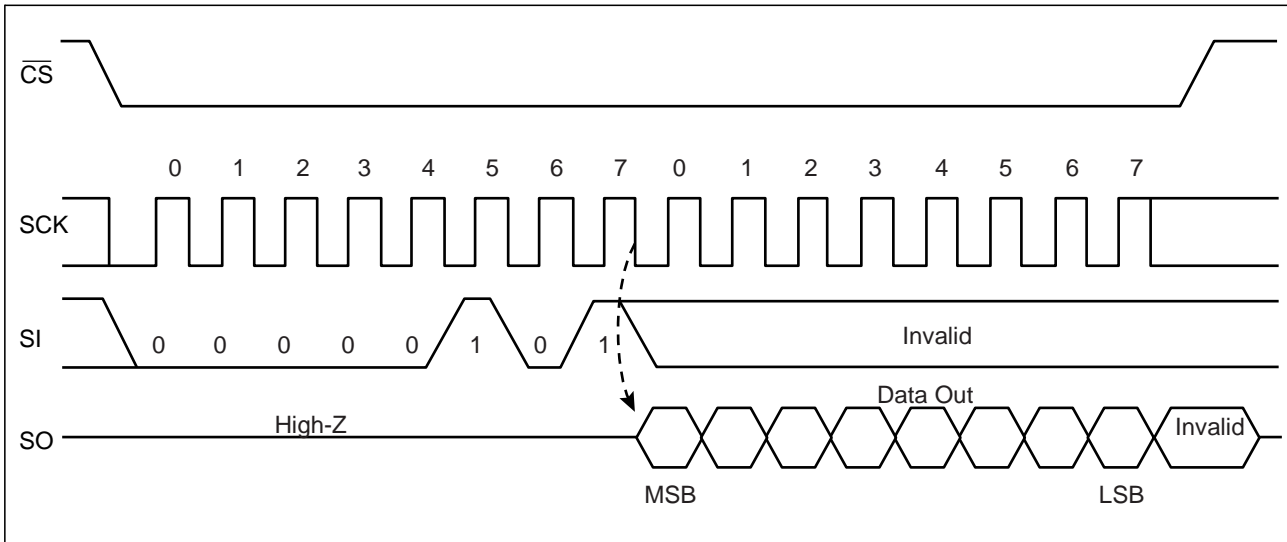 C̅S̅
0 1 2 3 4 5 6 7 0 1 2 3 4 5 6 7
SCK
SI
0 0 0 0 0 1 0 1
Invalid
Data Out
High-Z
SO
Invalid
MSB
LSB